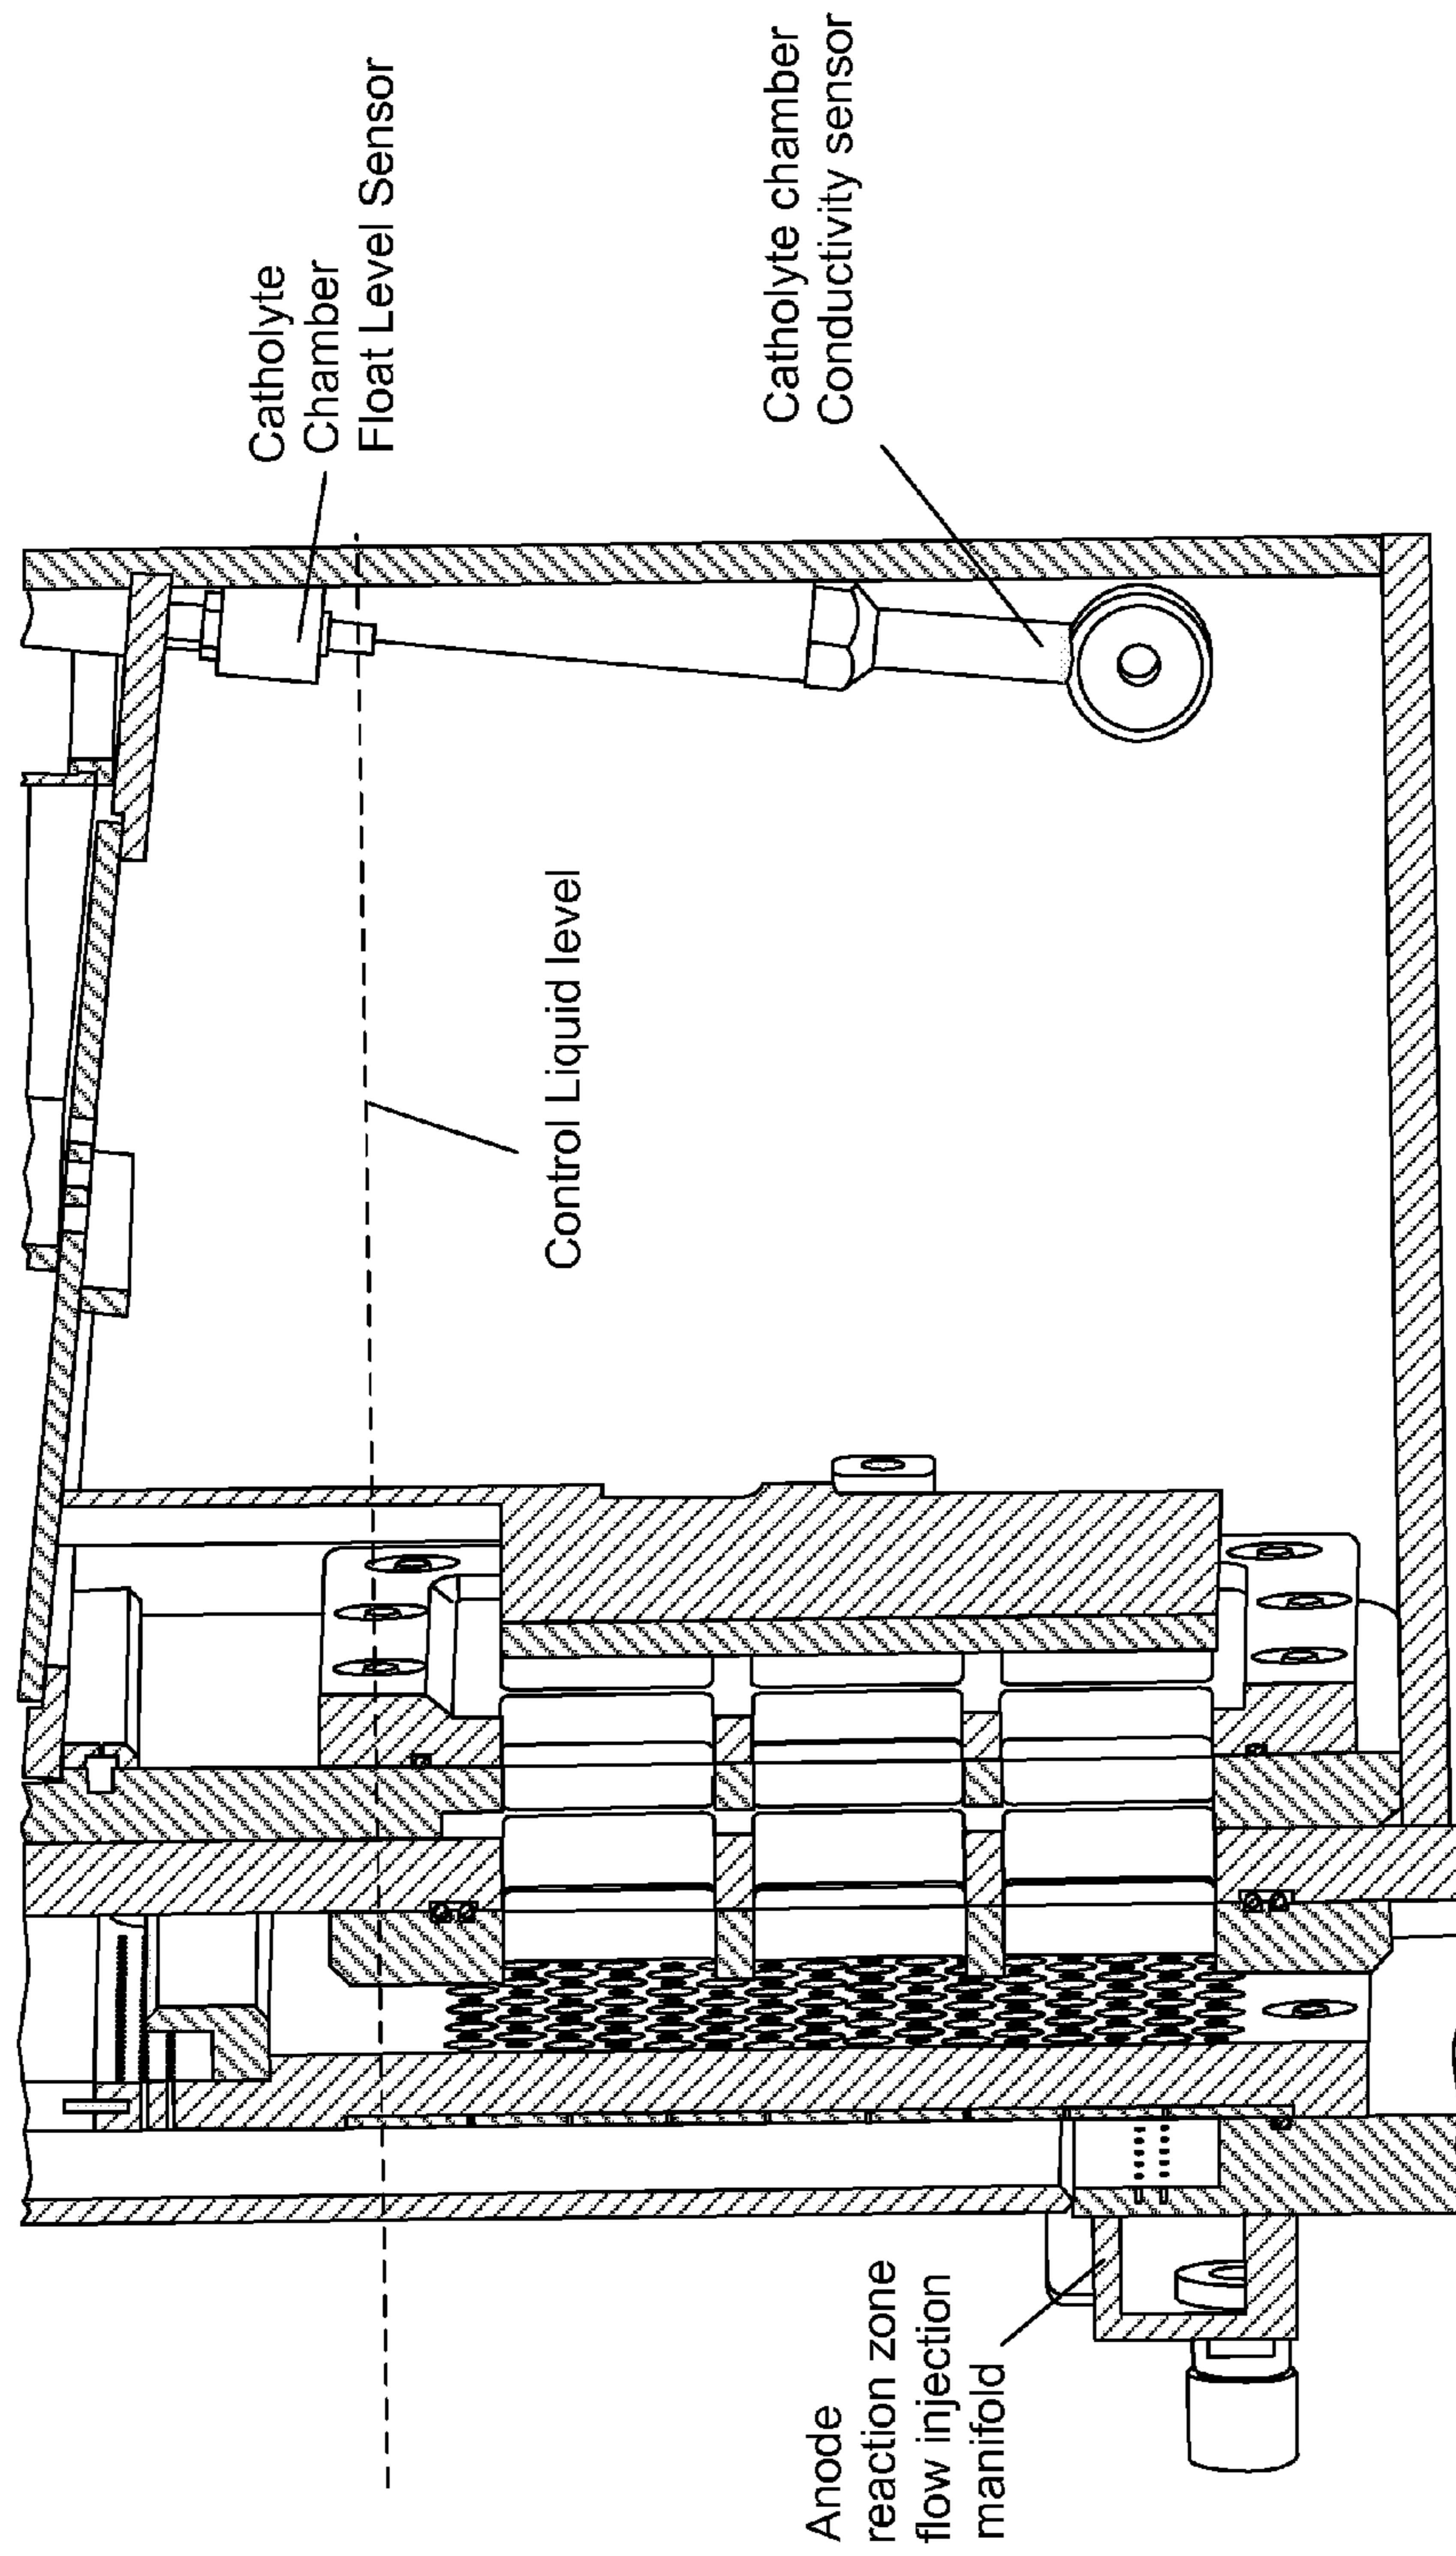 Catholyte
Chamber
Float Level Sensor
Catholyte chamber
Conductivity sensor
Control Liquid level
Anode
reaction zone
flow injection
manifold